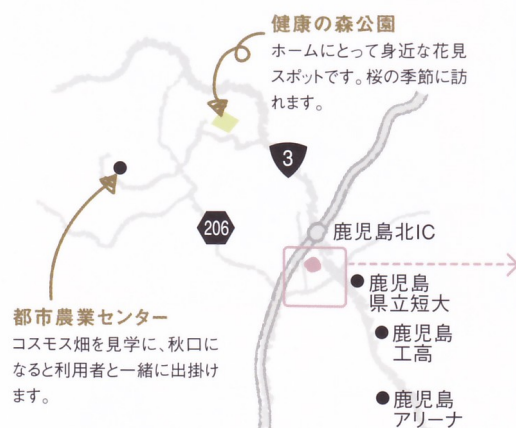 健康の森公園
ホームにとって身近な花見
スポットです。桜の季節に訪
れます。
3
206
鹿児島北IC
鹿児島
県立短大
鹿児島
工高
鹿児島
アリーナ
都市農業センター
コスモス畑を見学に、秋口に
なると利用者と一緒に出掛け
ます。